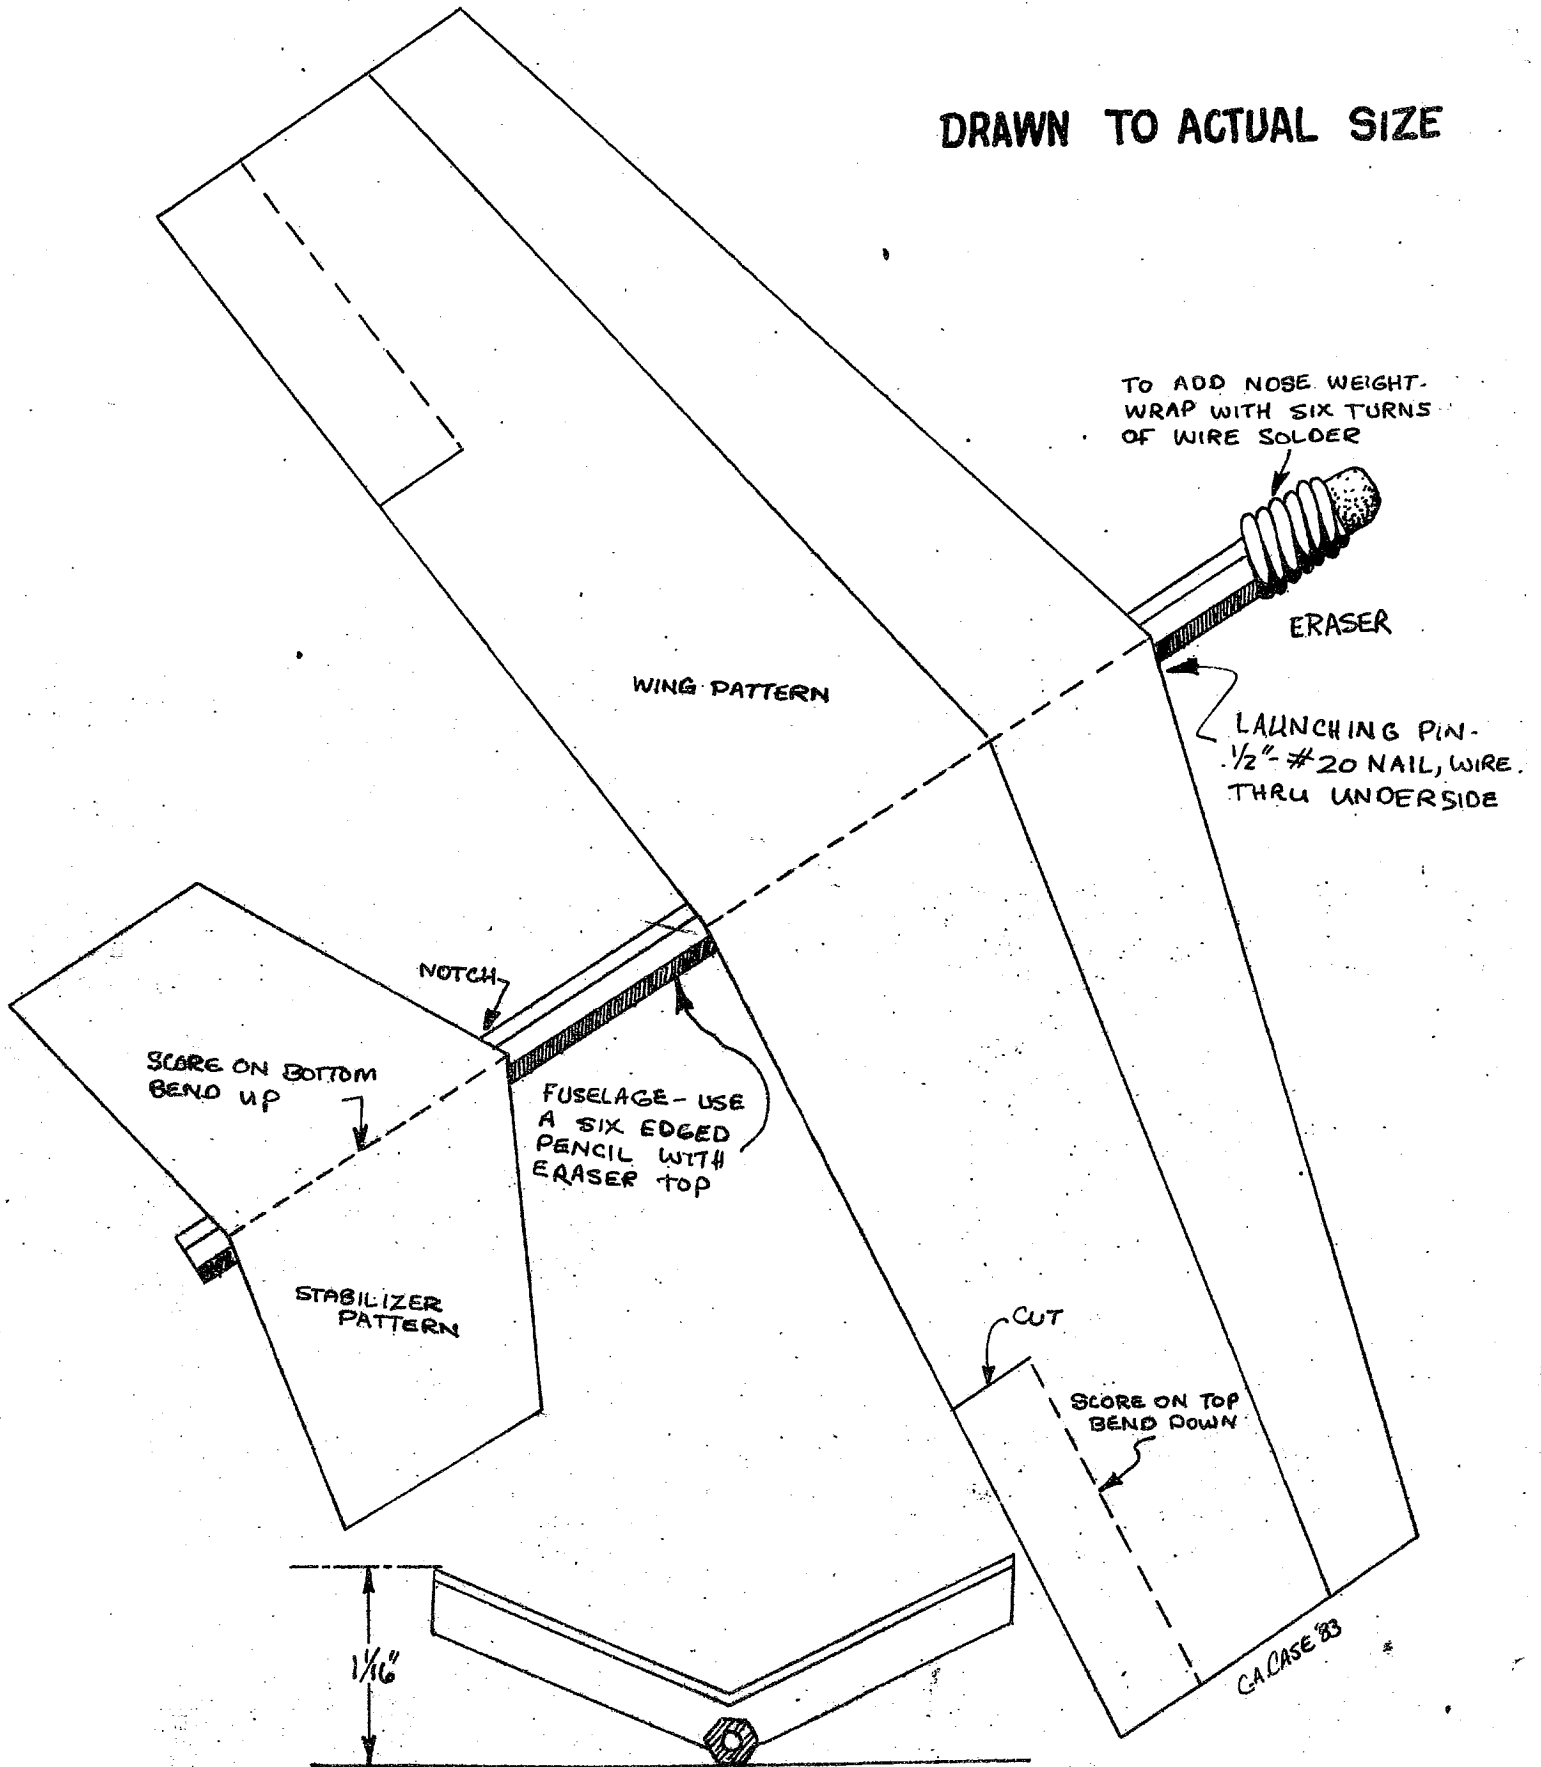 DRAWN TO ACTUAL SIZE
TO ADD NOSE WEIGHT-
WRAP WITH SIX TURNS
OF WIRE SOLDER
ERASER
WING PATTERN
LAUNCHING PIN-
1/2"-#20 NAIL, WIRE.
THRU UNDERSIDE
NOTCH
SCORE ON BOTTOM
BEND UP
FUSELAGE-USE
A SIX EDGED
PENCIL WITH
ERASER TOP
STABILIZER
PATTERN
CUT
SCORE ON TOP
BEND DOWN
1 1/16"
C.A.CASE '83